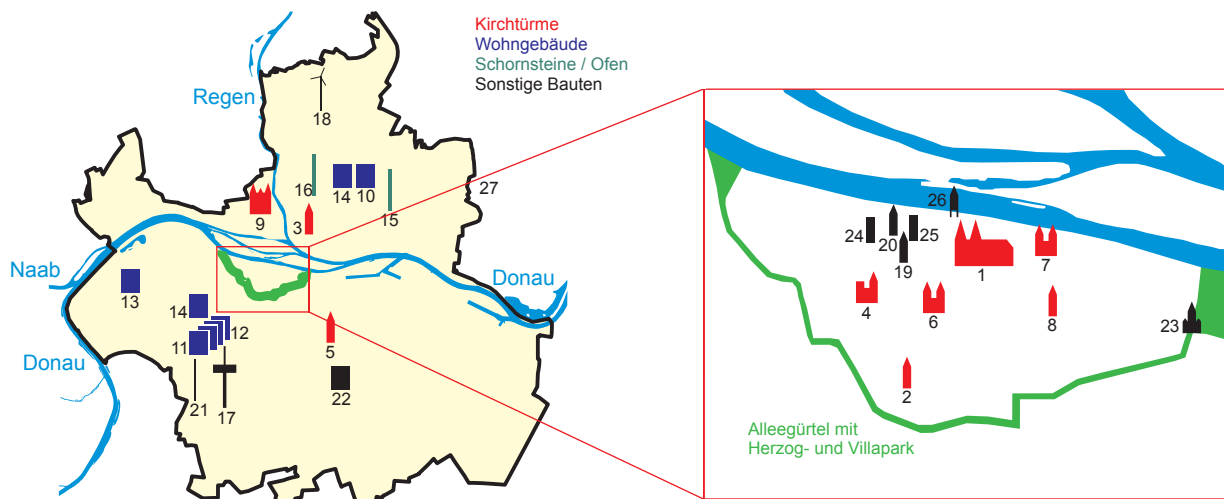 Kirchtürme
Wohngebäude
Schornsteine / Ofen
Sonstige Bauten
Regen
18
16
14
10
15
27
9
3
Naab
13
14
12
11
5
Donau
Donau
21
17
22
26
24
20
25
19
1
7
4
6
8
23
2
Alleegürtel mit
Herzog- und Villapark